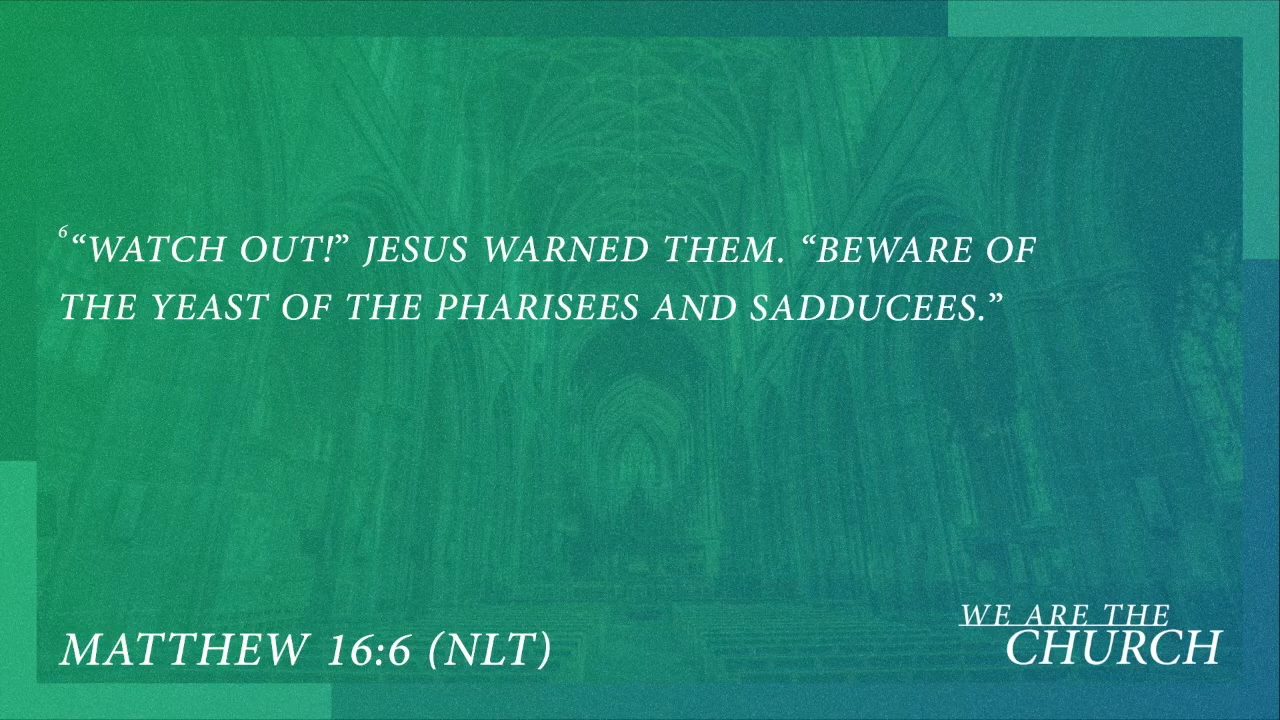 ⁶“WATCH OUT!” JESUS WARNED THEM. “BEWARE OF
THE YEAST OF THE PHARISEES AND SADDUCEES.”
MATTHEW 16:6 (NLT)
WE ARE THE
CHURCH